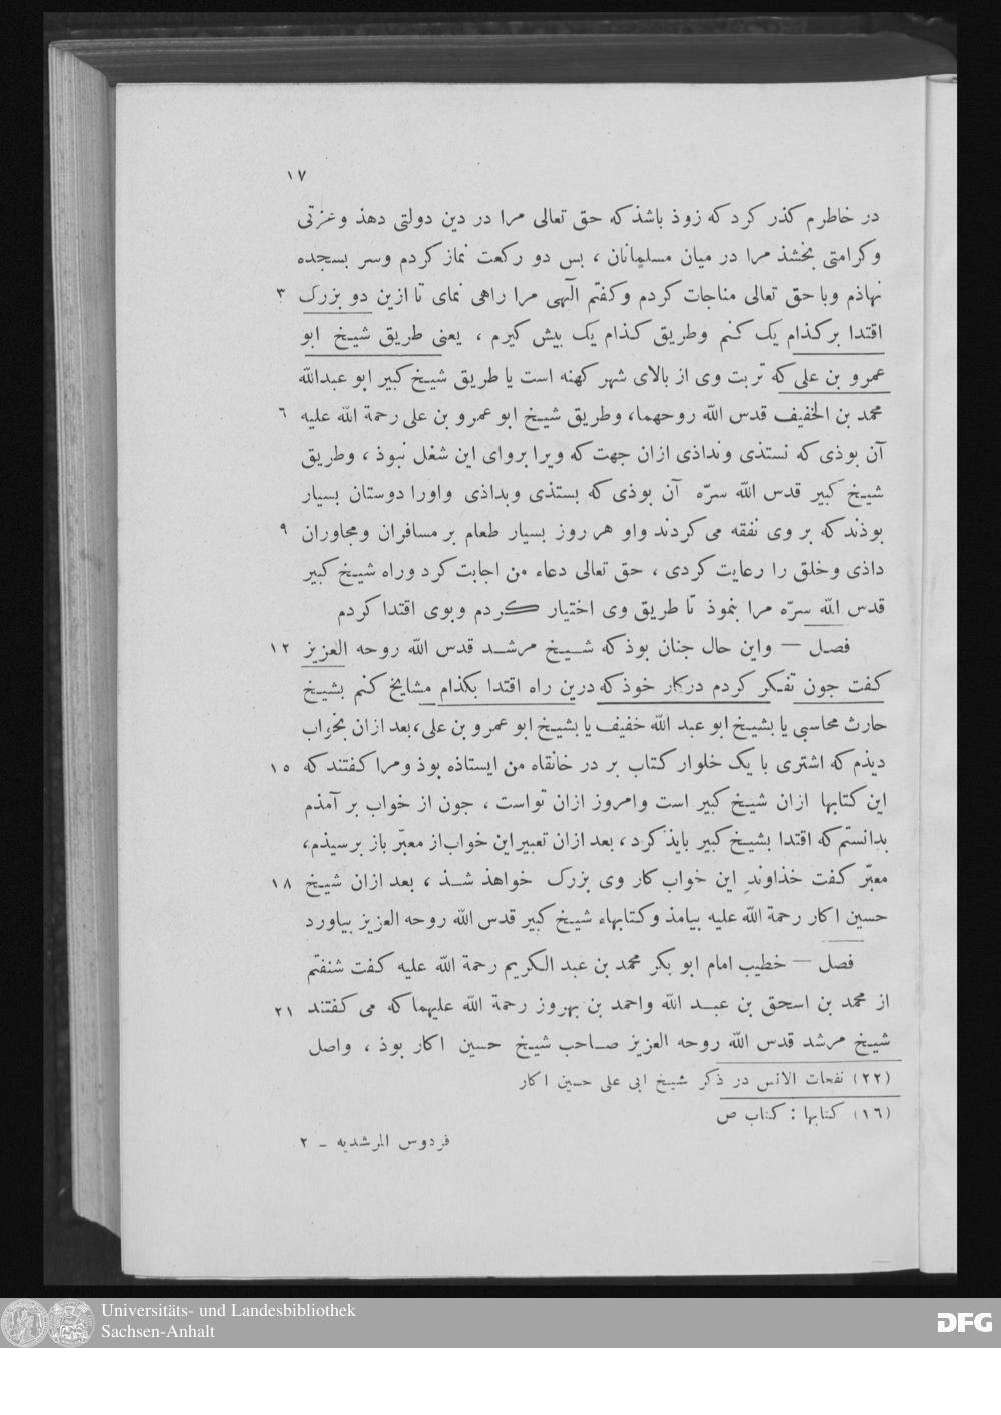 ١٧
در خاطرم كذر كرد كه زوذ باشذ كه حق تعالى مرا در دين دولتى دهذ وعزتى
وكرامتى بخشذ مرا در ميان مسلمانان ، بس دو ركعت نماز كردم وسر بسجده
نهاذم وبا حق تعالى مناجات كردم وكفتم الٓهى مرا راهى نماى تا ازين دو بزرك ٣
اقتدا بر كذام يك كنم وطريق كذام يك بيش كيرم ، يعنى طريق شيخ ابو
عمرو بن على كه تربت وى از بالاى شهر كهنه است يا طريق شيخ كبير ابو عبدالله
محمد بن الخفيف قدس الله روحهما، وطريق شيخ ابو عمرو بن على رحمة الله عليه ٦
آن بوذى كه نستذى ونداذى ازان جهت كه ويرا برواى اين شغل نبوذ ، وطريق
شيخ كبير قدس الله سرّه آن بوذى كه بستذى وبداذى واورا دوستان بسيار
بوذند كه بر وى نفقه مى كردند واو هر روز بسيار طعام بر مسافران ومجاوران ٩
داذى وخلق را رعايت كردى ، حق تعالى دعاء من اجابت كرد وراه شيخ كبير
قدس الله سرّه مرا بنموذ تا طريق وى اختيار كردم وبوى اقتدا كردم
فصل — واين حال جنان بوذ كه شيخ مرشد قدس الله روحه العزيز ١٢
كفت جون تفكر كردم دركار خوذ كه درين راه اقتدا بكذام مشايخ كنم بشيخ
حارث محاسبى يا بشيخ ابو عبد الله خفيف يا بشيخ ابو عمرو بن على، بعد ازان بخواب
ديذم كه اشترى با يك خلوار كتاب بر در خانقاه من ايستاذه بوذ ومرا كفتند كه ١٥
اين كتابها ازان شيخ كبير است وامروز ازان تواست ، جون از خواب بر آمذم
بدانستم كه اقتدا بشيخ كبير بايذ كرد ، بعد ازان تعبير اين خواب از معبّر باز برسيذم،
معبّر كفت خذاوندِ اين خواب كار وى بزرك خواهذ شذ ، بعد ازان شيخ ١٨
حسين اكار رحمة الله عليه بيامذ وكتابهاء شيخ كبير قدس الله روحه العزيز بياورد
فصل — خطيب امام ابو بكر محمد بن عبد الكريم رحمة الله عليه كفت شنفتم
از محمد بن اسحق بن عبد الله واحمد بن بهروز رحمة الله عليهما كه مى كفتند ٢١
شيخ مرشد قدس الله روحه العزيز صاحب شيخ حسين اكار بوذ ، واصل
(٢٢) نفحات الانس در ذكر شيخ ابى على حسين اكار
(١٦) كتابها : كتاب ص
فردوس المرشديه - ٢
Universitäts- und Landesbibliothek
Sachsen-Anhalt
DFG